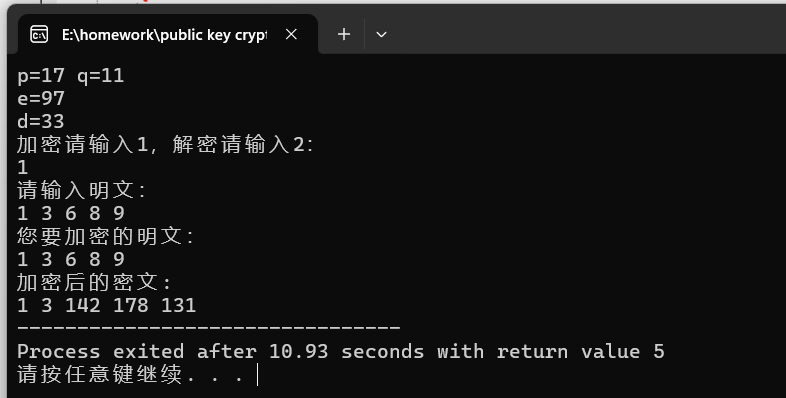 E:\homework\public key crypt
p=17 q=11
e=97
d=33
加密请输入1, 解密请输入2:
1
请输入明文:
1 3 6 8 9
您要加密的明文:
1 3 6 8 9
加密后的密文:
1 3 142 178 131
--------------------------------
Process exited after 10.93 seconds with return value 5
请按任意键继续. . .